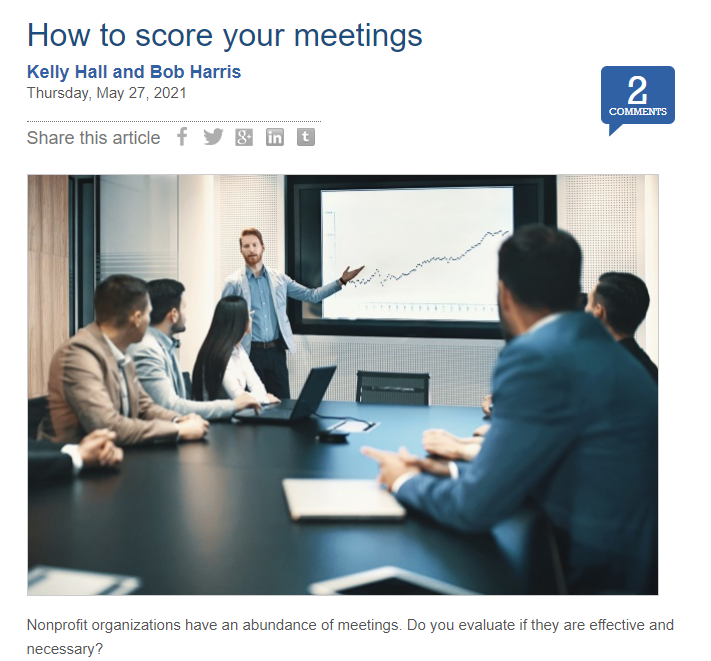 How to score your meetings
Kelly Hall and Bob Harris
Thursday, May 27, 2021
2
COMMENTS
Share this article
Nonprofit organizations have an abundance of meetings. Do you evaluate if they are effective and
necessary?